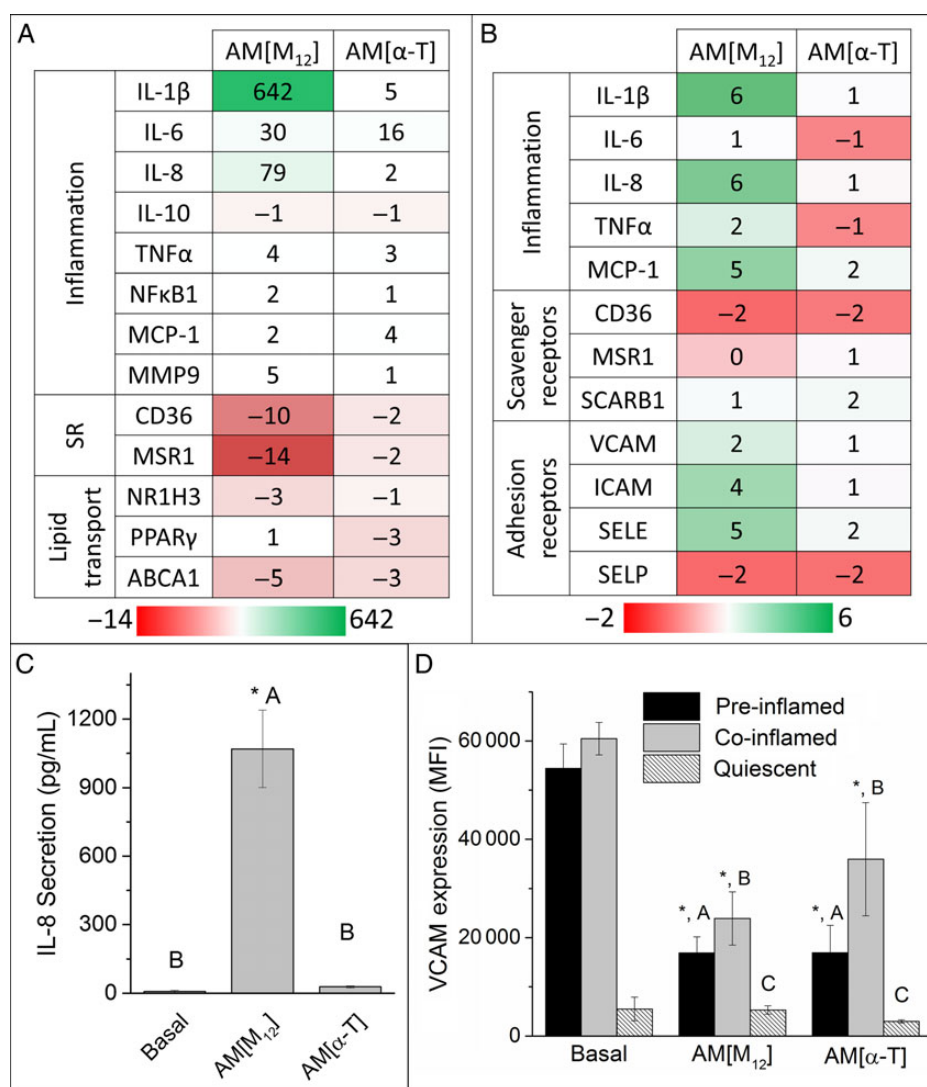 A
AM[M₁₂] AM[α-T]
Inflammation
IL-1β 642 5
IL-6 30 16
IL-8 79 2
IL-10 –1 –1
TNFα 4 3
NFκB1 2 1
MCP-1 2 4
MMP9 5 1
SR
CD36 –10 –2
MSR1 –14 –2
Lipid
transport
NR1H3 –3 –1
PPARγ 1 –3
ABCA1 –5 –3
–14 642
B
AM[M₁₂] AM[α-T]
Inflammation
IL-1β 6 1
IL-6 1 –1
IL-8 6 1
TNFα 2 –1
MCP-1 5 2
Scavenger
receptors
CD36 –2 –2
MSR1 0 1
SCARB1 1 2
Adhesion
receptors
VCAM 2 1
ICAM 4 1
SELE 5 2
SELP –2 –2
–2 6
C
IL-8 Secretion (pg/mL)
1200
900
600
300
0
B
* A
B
Basal
AM[M₁₂]
AM[α-T]
D
VCAM expression (MFI)
60 000
40 000
20 000
0
Pre-inflamed
Co-inflamed
Quiescent
*, A
*, B
C
*, A
*, B
C
Basal AM[M₁₂] AM[α-T]